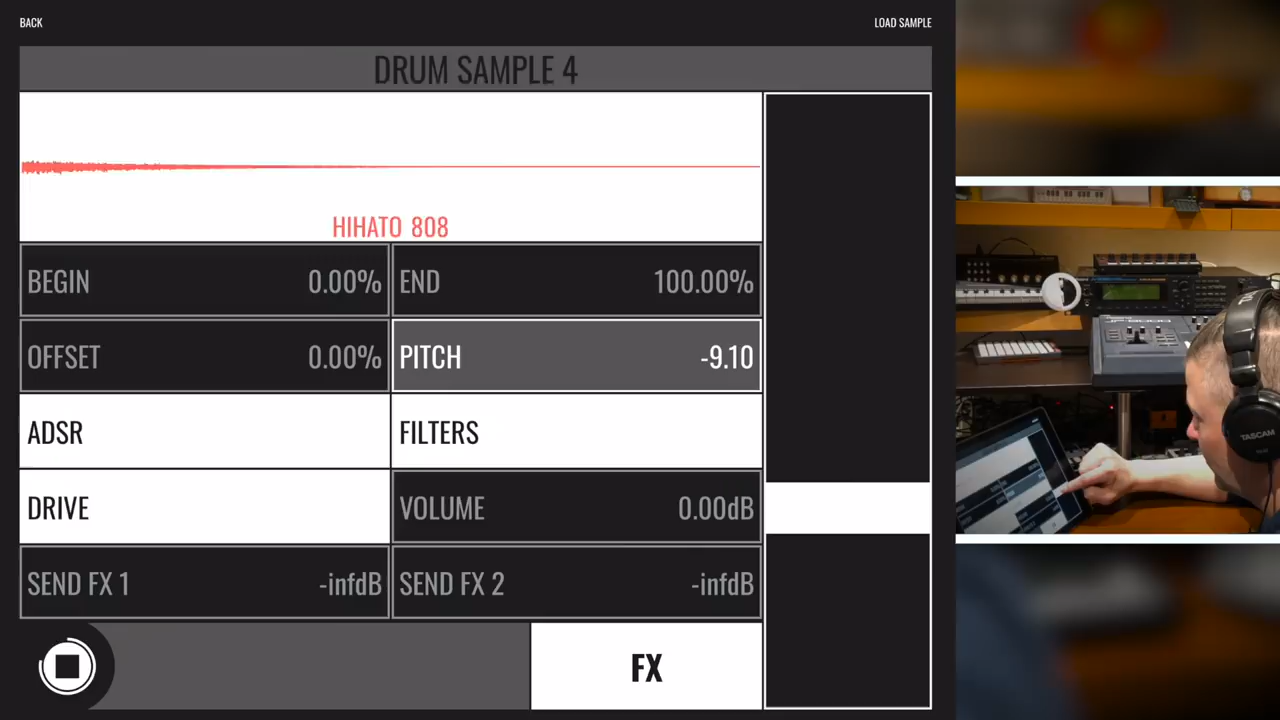 BACK
LOAD SAMPLE
DRUM SAMPLE 4
HIHATO 808
BEGIN 0.00%
END 100.00%
OFFSET 0.00%
PITCH -9.10
ADSR
FILTERS
DRIVE
VOLUME 0.00dB
SEND FX 1 -infdB
SEND FX 2 -infdB
FX
TASCAM